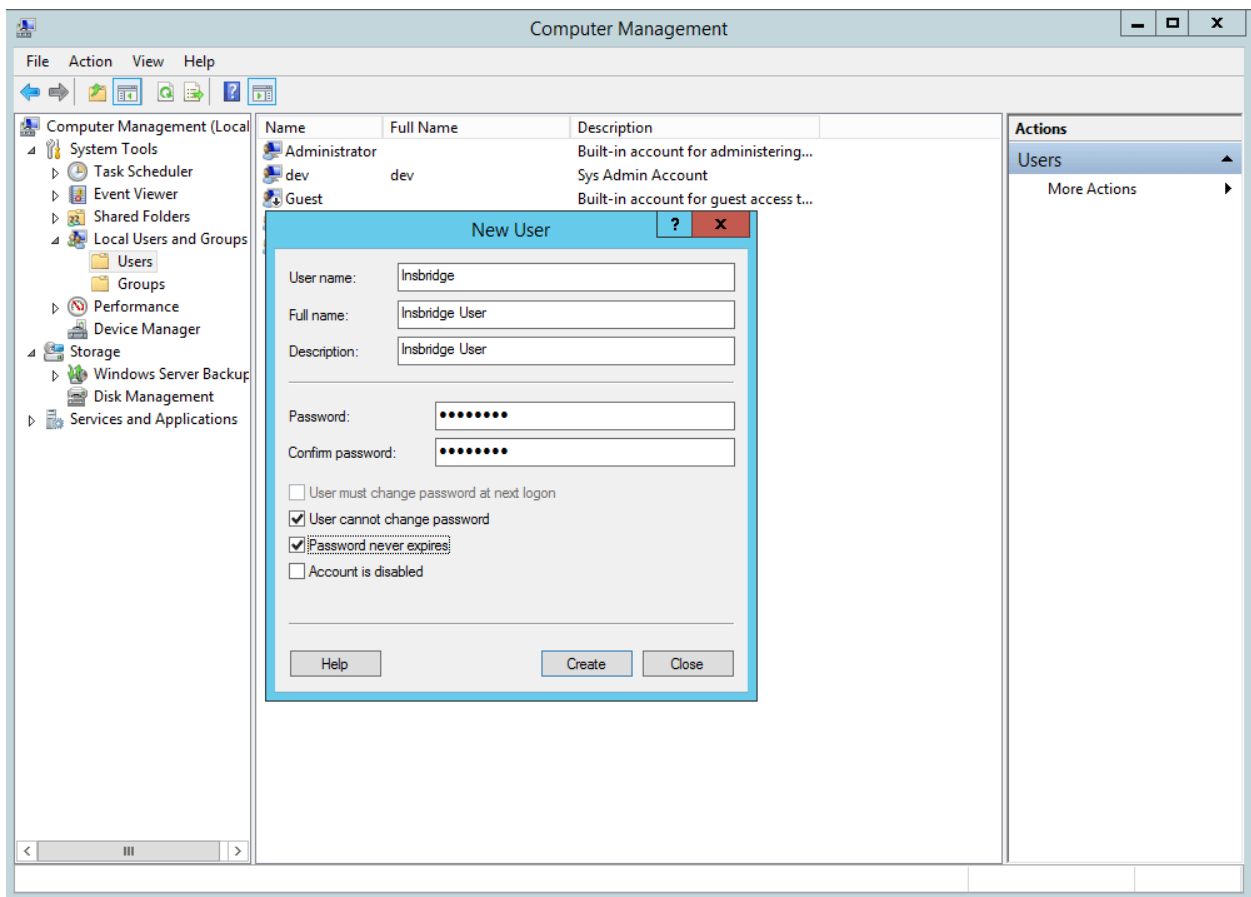 Computer Management
File Action View Help
Computer Management (Local
System Tools
Task Scheduler
Event Viewer
Shared Folders
Local Users and Groups
Users
Groups
Performance
Device Manager
Storage
Windows Server Backup
Disk Management
Services and Applications
Name Full Name Description
Administrator Built-in account for administering...
dev dev Sys Admin Account
Guest Built-in account for guest access t...
New User
User name: Insbridge
Full name: Insbridge User
Description: Insbridge User
Password: ●●●●●●●●
Confirm password: ●●●●●●●●
User must change password at next logon
User cannot change password
Password never expires
Account is disabled
Help Create Close
Actions
Users
More Actions